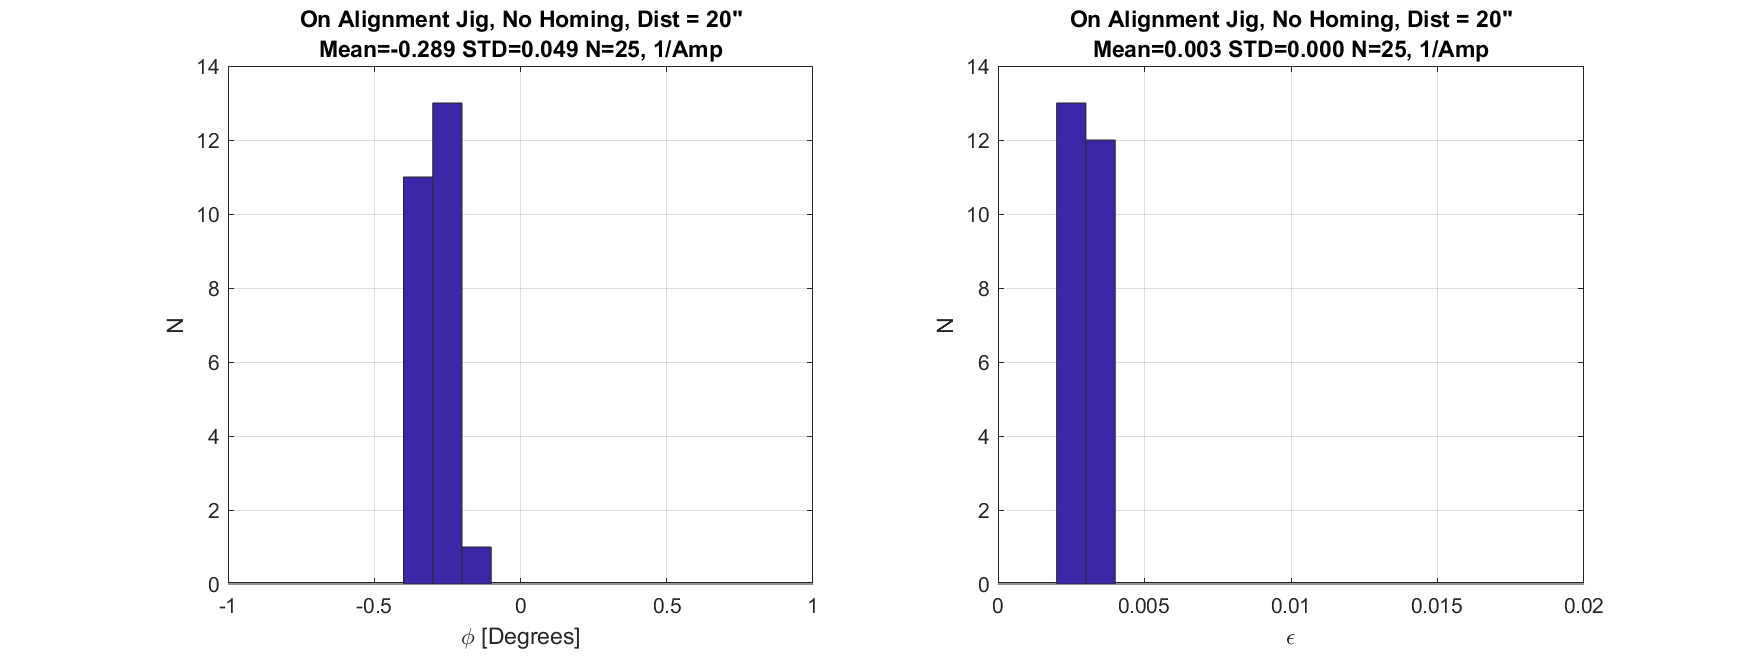 On Alignment Jig, No Homing, Dist = 20"
Mean=-0.289 STD=0.049 N=25, 1/Amp
14
12
10
8
6
4
2
0
N
-1 -0.5 0 0.5 1
ϕ [Degrees]
On Alignment Jig, No Homing, Dist = 20"
Mean=0.003 STD=0.000 N=25, 1/Amp
14
12
10
8
6
4
2
0
N
0 0.005 0.01 0.015 0.02
ϵ